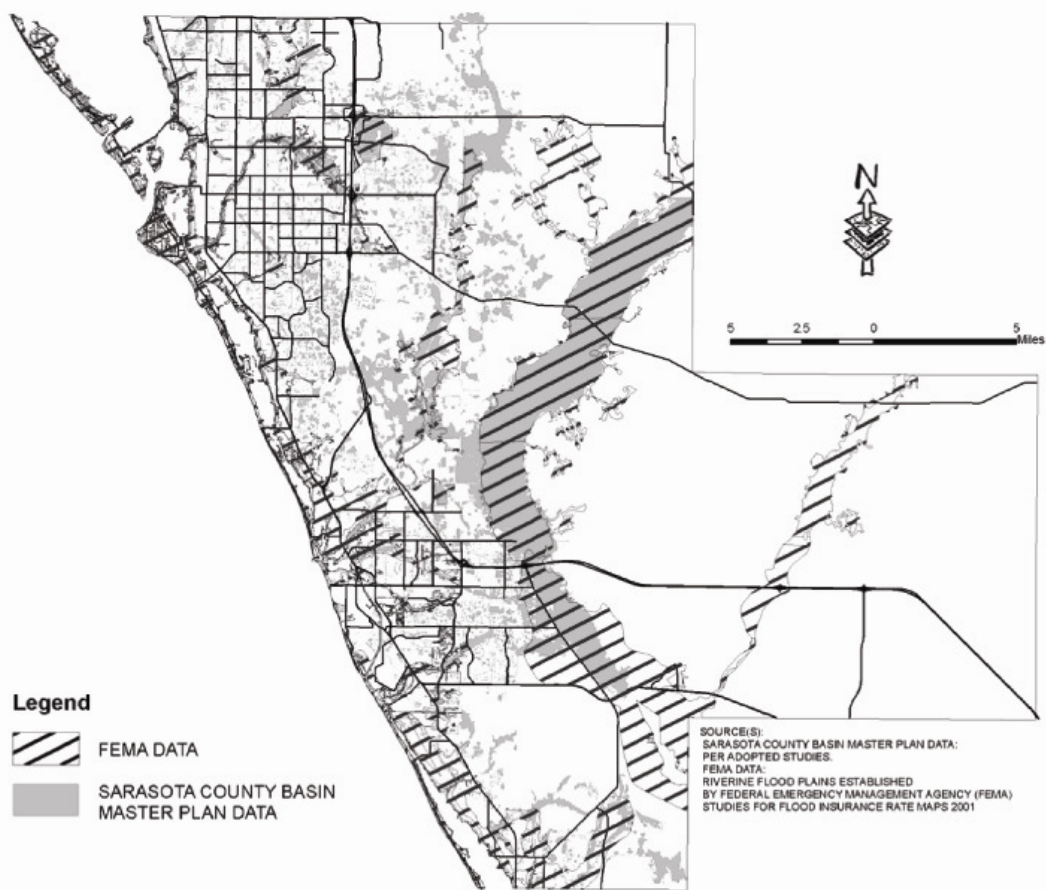 N
5 2.5 0 5
Miles
Legend
FEMA DATA
SARASOTA COUNTY BASIN
MASTER PLAN DATA
SOURCE(S):
SARASOTA COUNTY BASIN MASTER PLAN DATA:
PER ADOPTED STUDIES.
FEMA DATA:
RIVERINE FLOOD PLAINS ESTABLISHED
BY FEDERAL EMERGENCY MANAGEMENT AGENCY (FEMA)
STUDIES FOR FLOOD INSURANCE RATE MAPS 2001